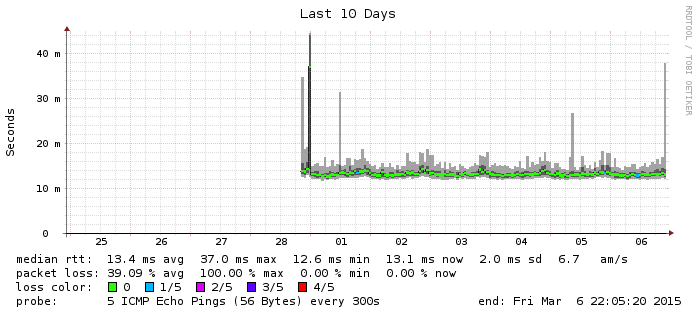 Last 10 Days
RRDTOOL / TOBI OETIKER
Seconds
40 m
30 m
20 m
10 m
0
25 26 27 28 01 02 03 04 05 06
median rtt: 13.4 ms avg 37.0 ms max 12.6 ms min 13.1 ms now 2.0 ms sd 6.7 am/s
packet loss: 39.09 % avg 100.00 % max 0.00 % min 0.00 % now
loss color: 0 1/5 2/5 3/5 4/5
probe: 5 ICMP Echo Pings (56 Bytes) every 300s end: Fri Mar 6 22:05:20 2015